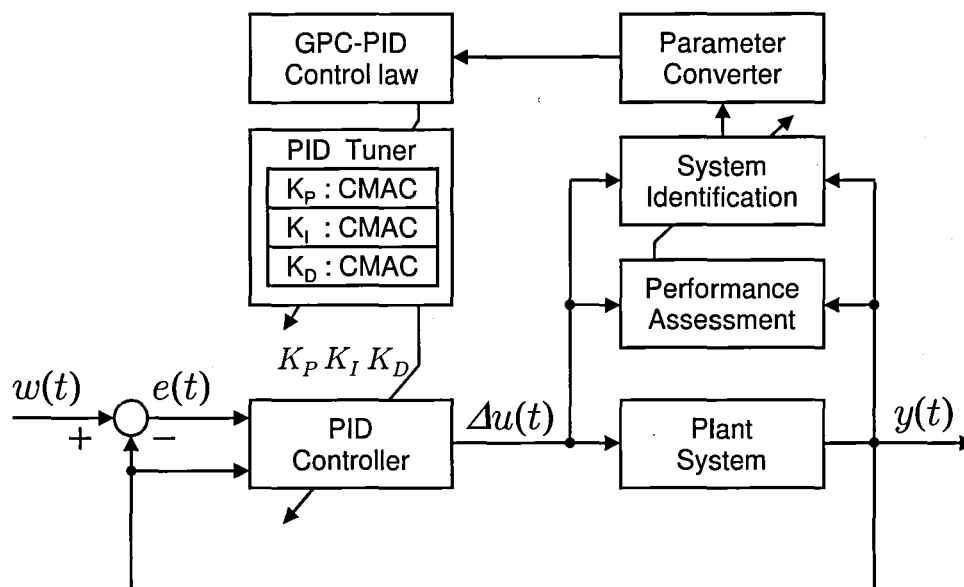 GPC-PID
Control law
Parameter
Converter
PID Tuner
K_P : CMAC
K_I : CMAC
K_D : CMAC
System
Identification
Performance
Assessment
K_P K_I K_D
w(t)
+
e(t)
−
PID
Controller
Δu(t)
Plant
System
y(t)